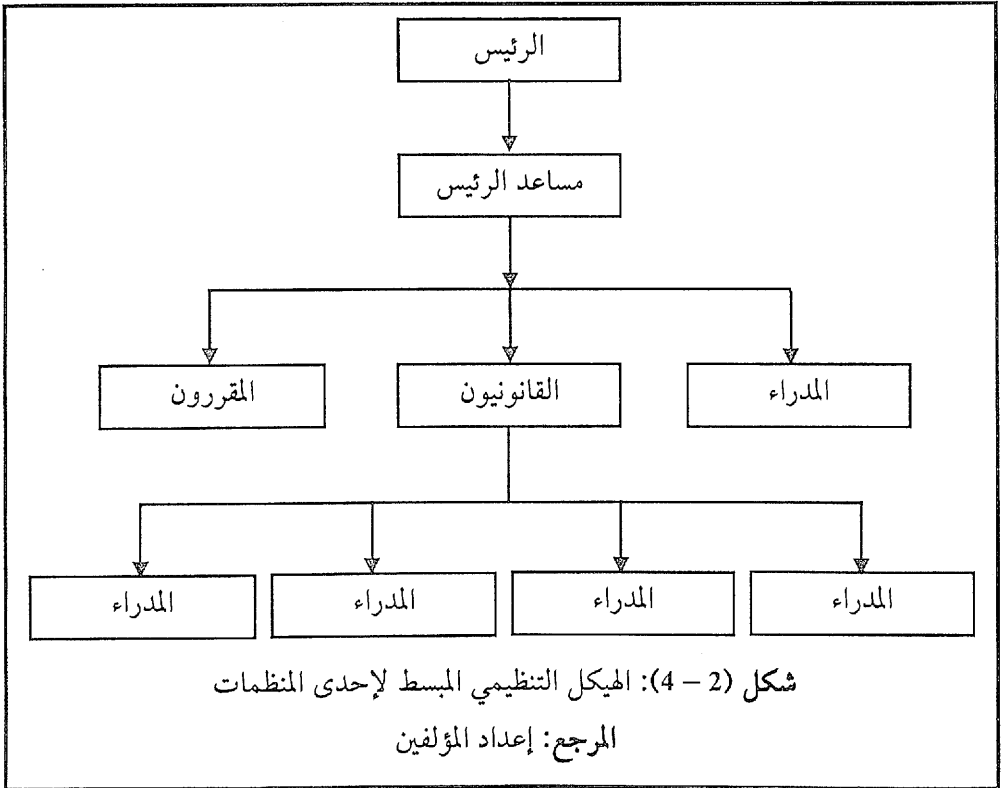 الرئيس
مساعد الرئيس
المدراء
القانونيون
المقررون
المدراء
المدراء
المدراء
المدراء
شكل (2 – 4): الهيكل التنظيمي المبسط لإحدى المنظمات
المرجع: إعداد المؤلفين